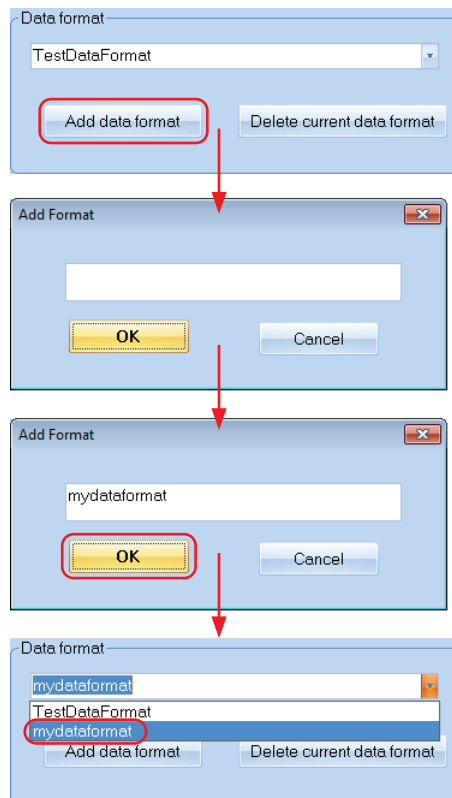 Data format
TestDataFormat
Add data format Delete current data format
Add Format
OK Cancel
Add Format
mydataformat
OK Cancel
Data format
mydataformat
TestDataFormat
mydataformat
Add data format Delete current data format